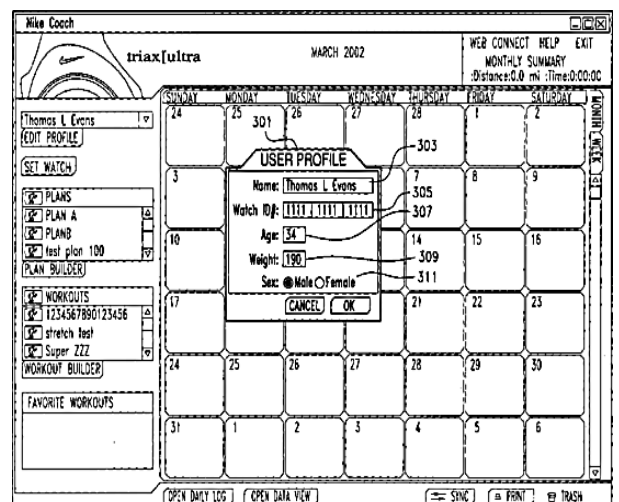 Nike Coach
triax[ultra
MARCH 2002
WEB CONNECT HELP EXIT
MONTHLY SUMMARY
:Distance:0.0 mi :Time:0:00:00
SUNDAY MONDAY TUESDAY WEDNESDAY THURSDAY FRIDAY SATURDAY
MONTH
WEEK
Thomas L Evans
EDIT PROFILE
SET WATCH
PLANS
PLAN A
PLANB
test plan 100
PLAN BUILDER
WORKOUTS
1234567890123456
stretch test
Super ZZZ
WORKOUT BUILDER
FAVORITE WORKOUTS
24 25 26 27 28 1 2
301
303
USER PROFILE
Name: Thomas L Evans
Watch ID#: 1111 1111 1111
305
Age: 34
307
Weight: 190
309
Sex: Male Female
311
CANCEL OK
3 7 8 9
10 14 15 16
17 21 22 23
24 25 26 27 28 29 30
31 1 2 3 4 5 6
OPEN DAILY LOG OPEN DATA VIEW SYNC PRINT TRASH